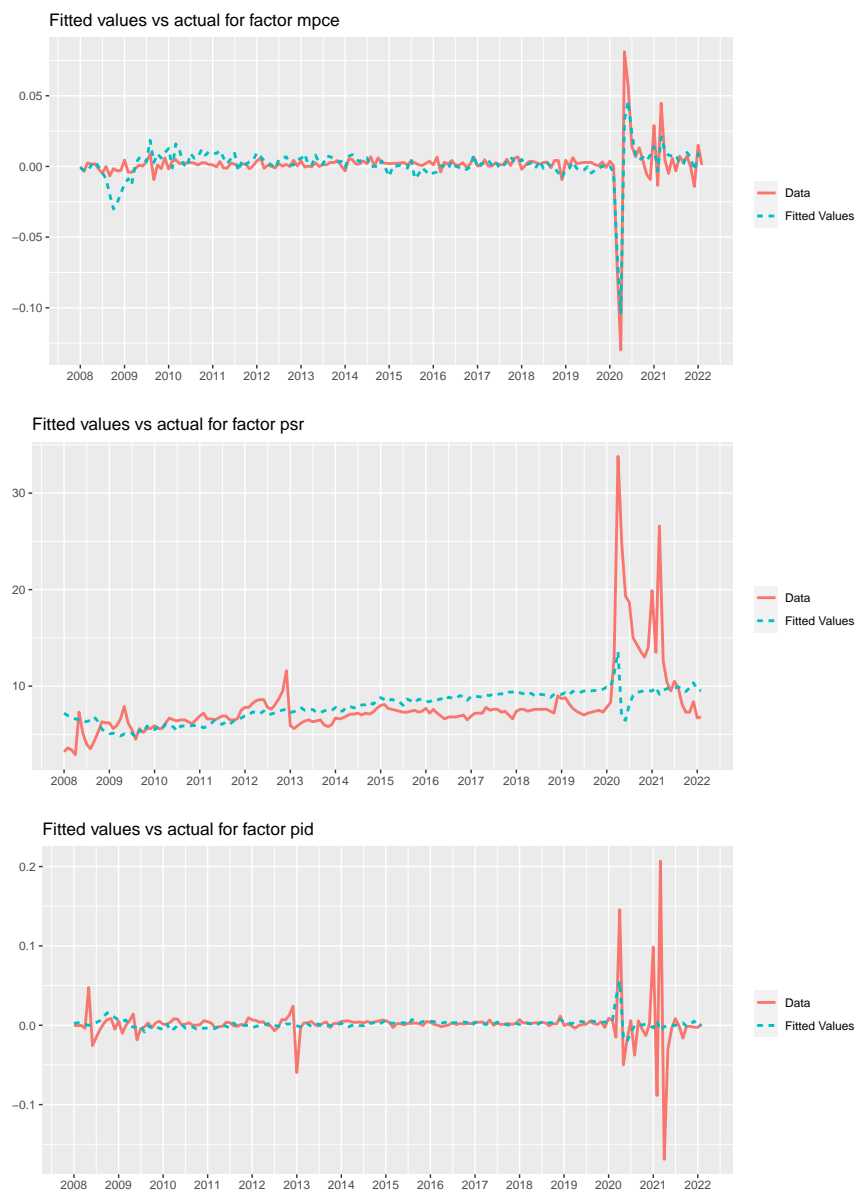 Fitted values vs actual for factor mpce
0.05
0.00
−0.05
−0.10
2008 2009 2010 2011 2012 2013 2014 2015 2016 2017 2018 2019 2020 2021 2022
Data
Fitted Values
Fitted values vs actual for factor psr
30
20
10
2008 2009 2010 2011 2012 2013 2014 2015 2016 2017 2018 2019 2020 2021 2022
Data
Fitted Values
Fitted values vs actual for factor pid
0.2
0.1
0.0
−0.1
2008 2009 2010 2011 2012 2013 2014 2015 2016 2017 2018 2019 2020 2021 2022
Data
Fitted Values